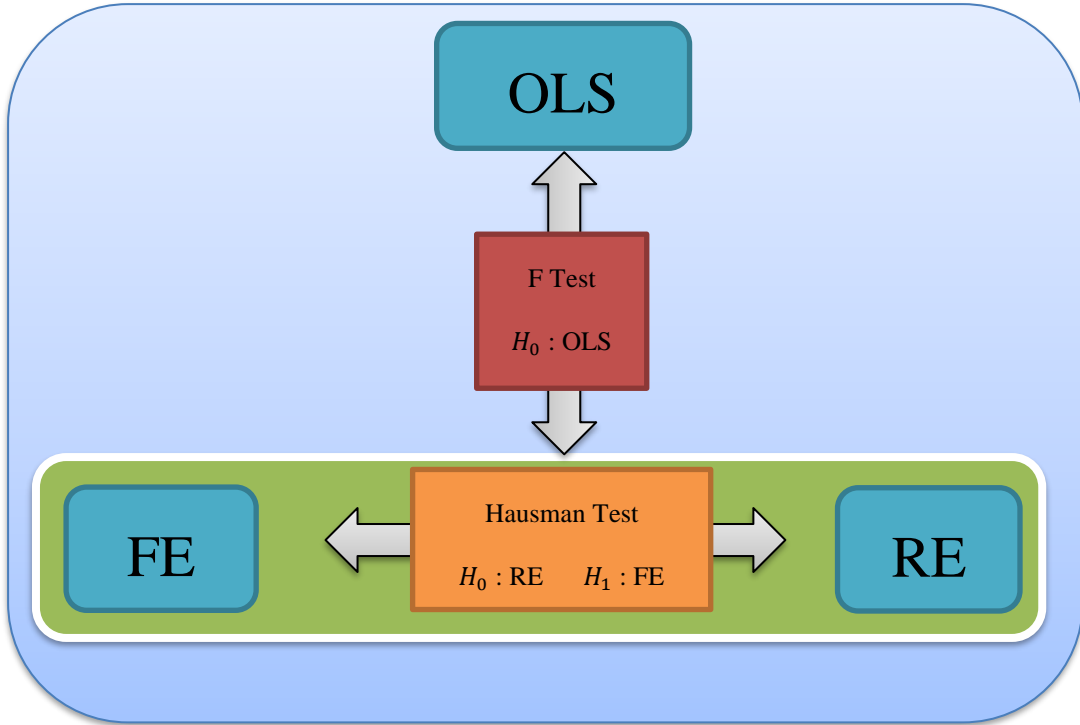 OLS
F Test
H₀ : OLS
Hausman Test
H₀ : RE H₁ : FE
FE
RE